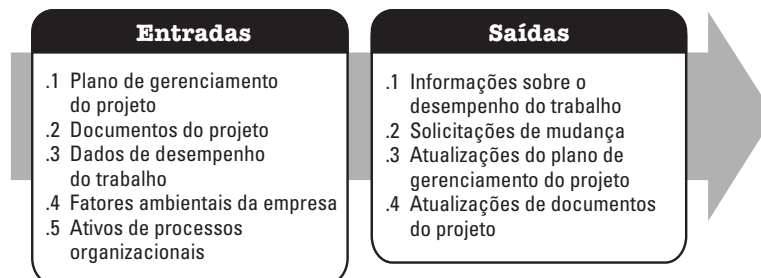 Entradas
.1 Plano de gerenciamento
do projeto
.2 Documentos do projeto
.3 Dados de desempenho
do trabalho
.4 Fatores ambientais da empresa
.5 Ativos de processos
organizacionais
Saídas
.1 Informações sobre o
desempenho do trabalho
.2 Solicitações de mudança
.3 Atualizações do plano de
gerenciamento do projeto
.4 Atualizações de documentos
do projeto